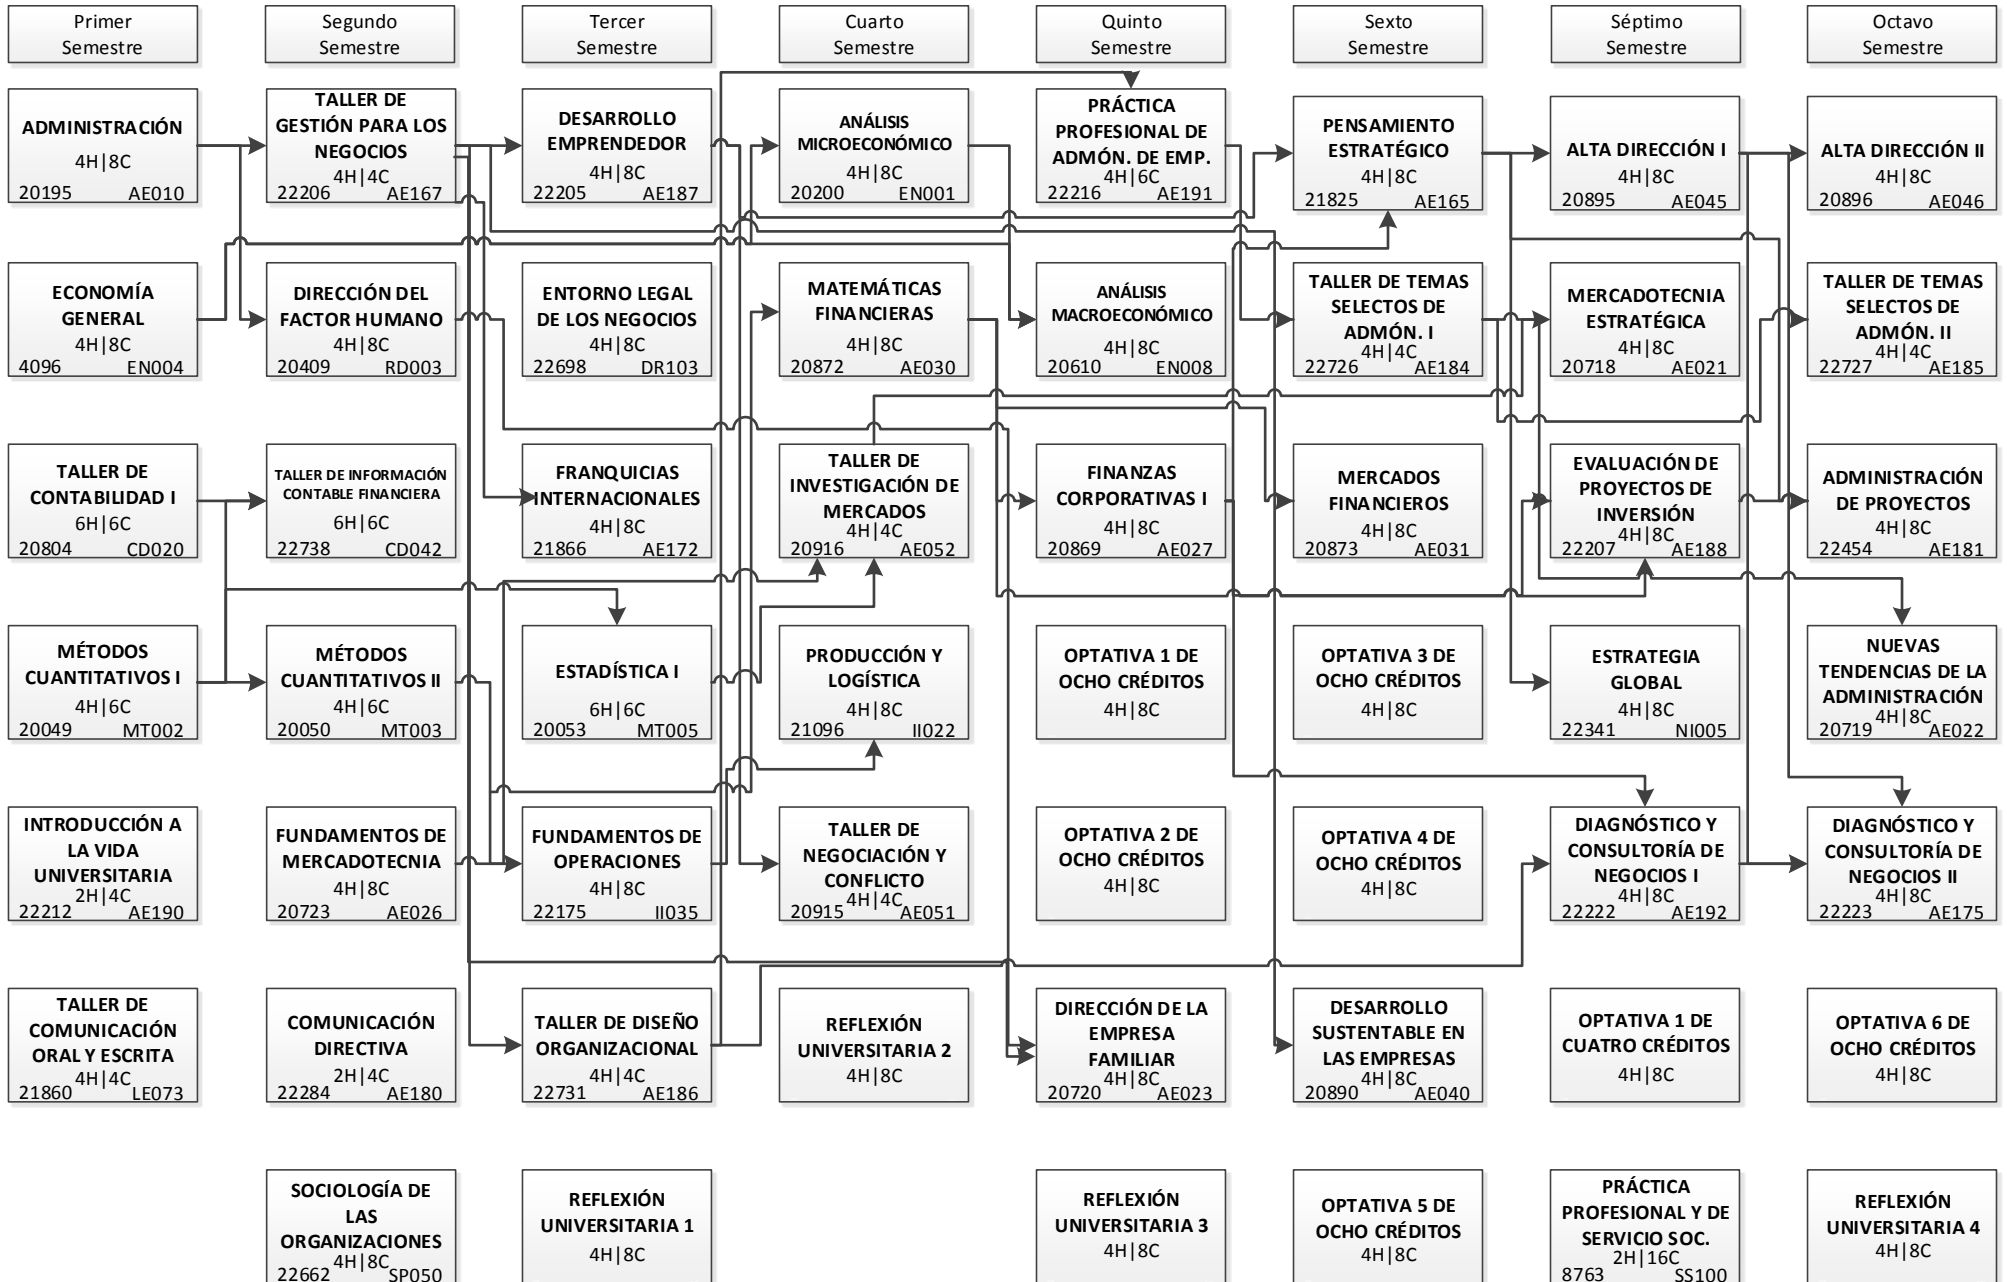 Primer
Semestre
Segundo
Semestre
Tercer
Semestre
Cuarto
Semestre
Quinto
Semestre
Sexto
Semestre
Séptimo
Semestre
Octavo
Semestre
ADMINISTRACIÓN
4H|8C
20195 AE010
TALLER DE
GESTIÓN PARA LOS
NEGOCIOS
4H|4C
22206 AE167
DESARROLLO
EMPRENDEDOR
4H|8C
22205 AE187
ANÁLISIS
MICROECONÓMICO
4H|8C
20200 EN001
PRÁCTICA
PROFESIONAL DE
ADMÓN. DE EMP.
4H|6C
22216 AE191
PENSAMIENTO
ESTRATÉGICO
4H|8C
21825 AE165
ALTA DIRECCIÓN I
4H|8C
20895 AE045
ALTA DIRECCIÓN II
4H|8C
20896 AE046
ECONOMÍA
GENERAL
4H|8C
4096 EN004
DIRECCIÓN DEL
FACTOR HUMANO
4H|8C
20409 RD003
ENTORNO LEGAL
DE LOS NEGOCIOS
4H|8C
22698 DR103
MATEMÁTICAS
FINANCIERAS
4H|8C
20872 AE030
ANÁLISIS
MACROECONÓMICO
4H|8C
20610 EN008
TALLER DE TEMAS
SELECTOS DE
ADMÓN. I
4H|4C
22726 AE184
MERCADOTECNIA
ESTRATÉGICA
4H|8C
20718 AE021
TALLER DE TEMAS
SELECTOS DE
ADMÓN. II
4H|4C
22727 AE185
TALLER DE
CONTABILIDAD I
6H|6C
20804 CD020
TALLER DE INFORMACIÓN
CONTABLE FINANCIERA
6H|6C
22738 CD042
FRANQUICIAS
INTERNACIONALES
4H|8C
21866 AE172
TALLER DE
INVESTIGACIÓN DE
MERCADOS
4H|4C
20916 AE052
FINANZAS
CORPORATIVAS I
4H|8C
20869 AE027
MERCADOS
FINANCIEROS
4H|8C
20873 AE031
EVALUACIÓN DE
PROYECTOS DE
INVERSIÓN
4H|8C
22207 AE188
ADMINISTRACIÓN
DE PROYECTOS
4H|8C
22454 AE181
MÉTODOS
CUANTITATIVOS I
4H|6C
20049 MT002
MÉTODOS
CUANTITATIVOS II
4H|6C
20050 MT003
ESTADÍSTICA I
6H|6C
20053 MT005
PRODUCCIÓN Y
LOGÍSTICA
4H|8C
21096 II022
OPTATIVA 1 DE
OCHO CRÉDITOS
4H|8C
OPTATIVA 3 DE
OCHO CRÉDITOS
4H|8C
ESTRATEGIA
GLOBAL
4H|8C
22341 NI005
NUEVAS
TENDENCIAS DE LA
ADMINISTRACIÓN
4H|8C
20719 AE022
INTRODUCCIÓN A
LA VIDA
UNIVERSITARIA
2H|4C
22212 AE190
FUNDAMENTOS DE
MERCADOTECNIA
4H|8C
20723 AE026
FUNDAMENTOS DE
OPERACIONES
4H|8C
22175 II035
TALLER DE
NEGOCIACIÓN Y
CONFLICTO
4H|4C
20915 AE051
OPTATIVA 2 DE
OCHO CRÉDITOS
4H|8C
OPTATIVA 4 DE
OCHO CRÉDITOS
4H|8C
DIAGNÓSTICO Y
CONSULTORÍA DE
NEGOCIOS I
4H|8C
22222 AE192
DIAGNÓSTICO Y
CONSULTORÍA DE
NEGOCIOS II
4H|8C
22223 AE175
TALLER DE
COMUNICACIÓN
ORAL Y ESCRITA
4H|4C
21860 LE073
COMUNICACIÓN
DIRECTIVA
2H|4C
22284 AE180
TALLER DE DISEÑO
ORGANIZACIONAL
4H|4C
22731 AE186
REFLEXIÓN
UNIVERSITARIA 2
4H|8C
DIRECCIÓN DE LA
EMPRESA
FAMILIAR
4H|8C
20720 AE023
DESARROLLO
SUSTENTABLE EN
LAS EMPRESAS
4H|8C
20890 AE040
OPTATIVA 1 DE
CUATRO CRÉDITOS
4H|8C
OPTATIVA 6 DE
OCHO CRÉDITOS
4H|8C
SOCIOLOGÍA DE
LAS
ORGANIZACIONES
4H|8C
22662 SP050
REFLEXIÓN
UNIVERSITARIA 1
4H|8C
REFLEXIÓN
UNIVERSITARIA 3
4H|8C
OPTATIVA 5 DE
OCHO CRÉDITOS
4H|8C
PRÁCTICA
PROFESIONAL Y DE
SERVICIO SOC.
2H|16C
8763 SS100
REFLEXIÓN
UNIVERSITARIA 4
4H|8C